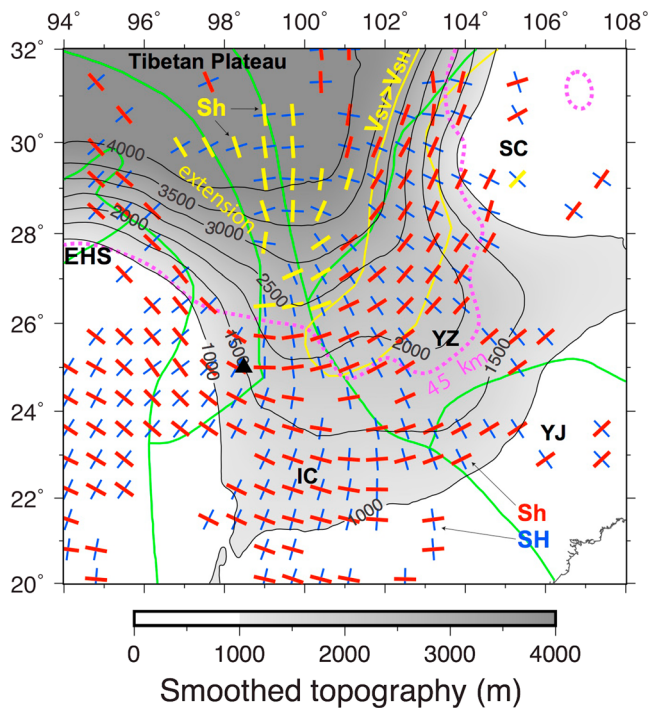 94° 96° 98° 100° 102° 104° 106° 108°
32°
Tibetan Plateau
Sh
VSV>VSH
30°
4000
SC
extension
3500
2000
3000
28°
EHS
2500
26°
2000
YZ
1500
1500
1000
45 km
24°
YJ
IC
22°
1000
Sh
SH
20°
0 1000 2000 3000 4000
Smoothed topography (m)